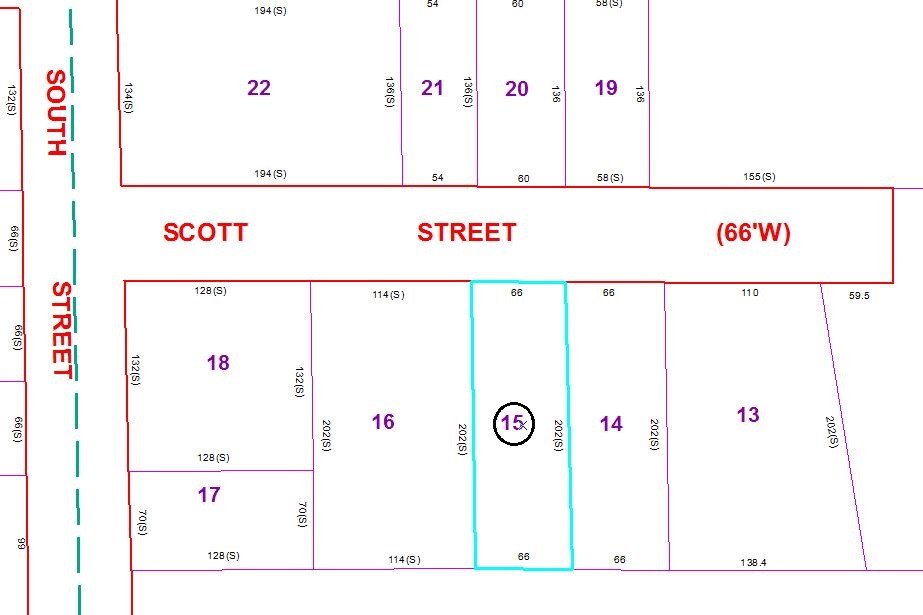 194(S)
54
60
58(S)
132(S)
SOUTH
134(S)
22
136(S)
21
136(S)
20
136
19
136
194(S)
54
60
58(S)
155(S)
66(S)
SCOTT STREET (66'W)
STREET
128(S)
114(S)
66
66
110
59.5
66(S)
132(S)
18
132(S)
66(S)
202(S)
16
202(S)
15
202(S)
14
202(S)
13
202(S)
128(S)
17
70(S)
70(S)
99
128(S)
114(S)
66
66
138.4